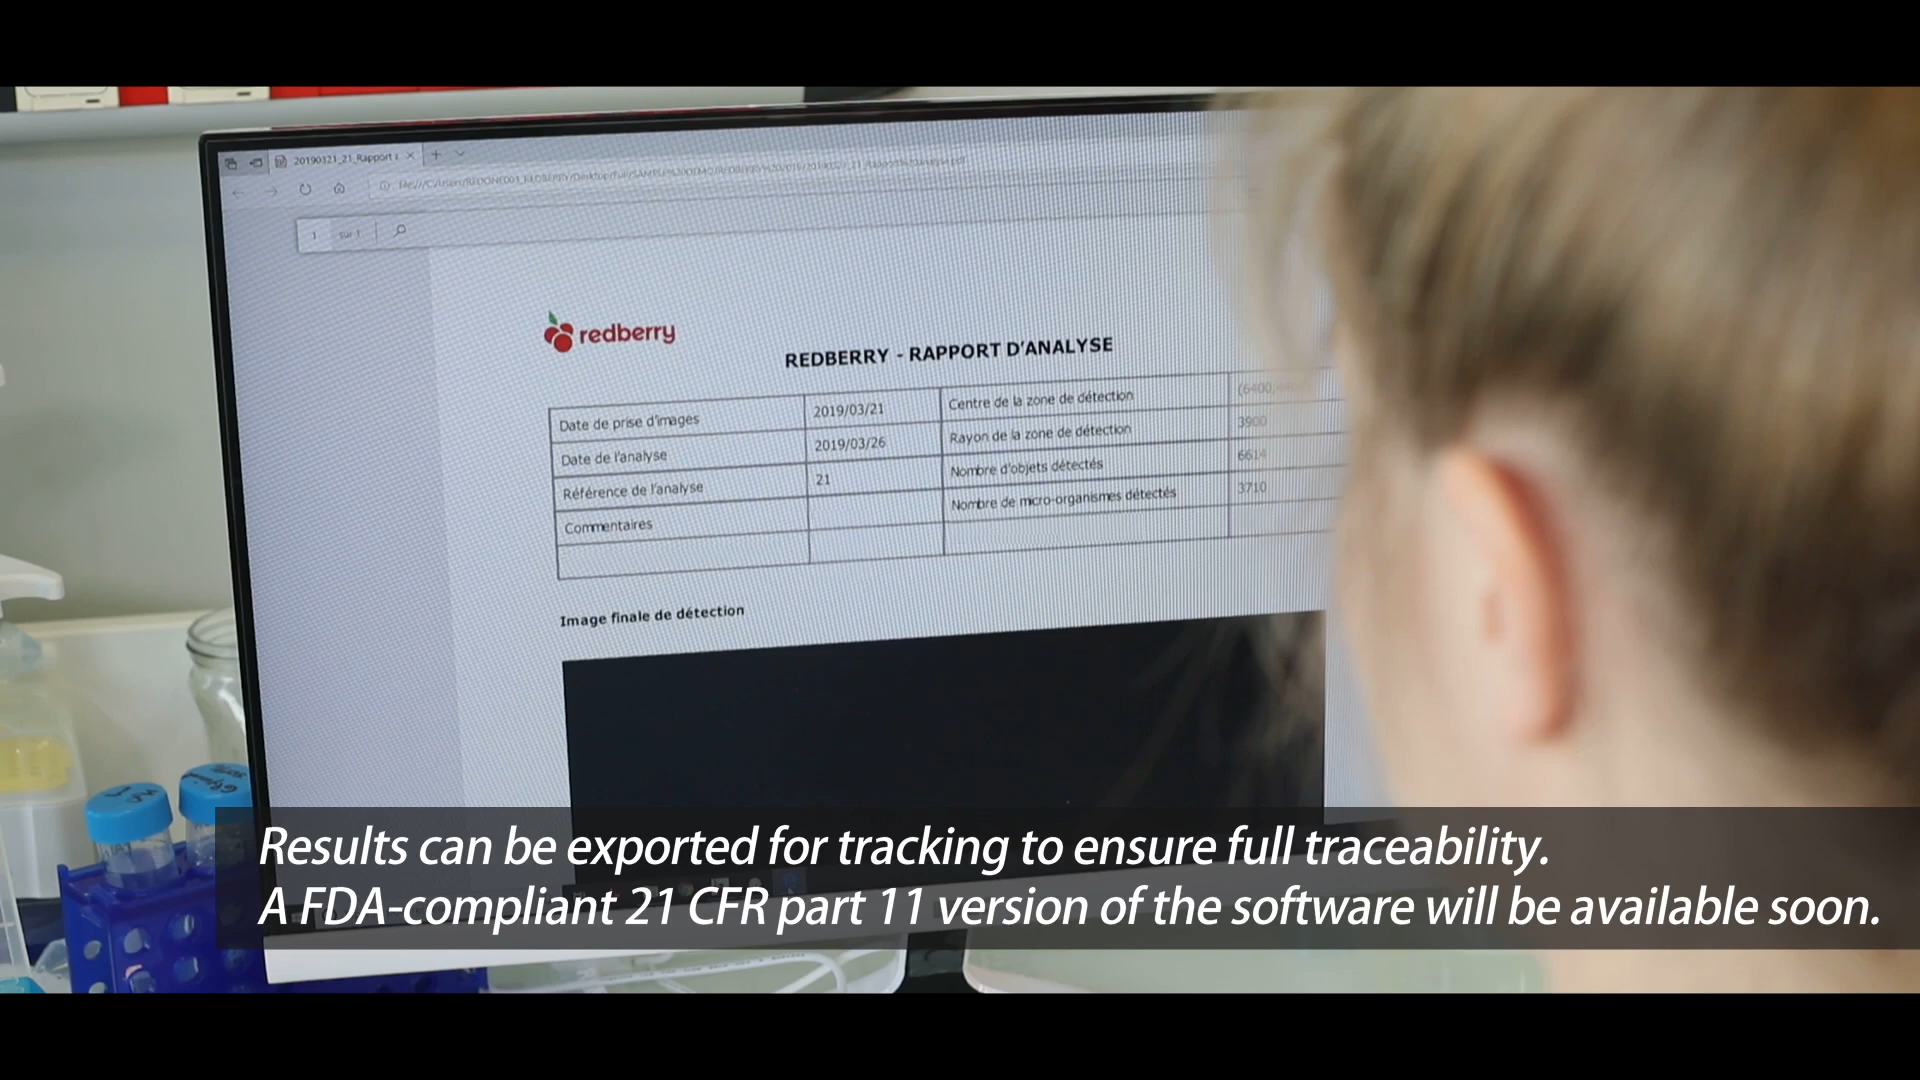 20190321_21_Rapport
1 sur 1
redberry
REDBERRY - RAPPORT D'ANALYSE
Date de prise d'images 2019/03/21 Centre de la zone de détection (6400,
Date de l'analyse 2019/03/26 Rayon de la zone de détection 3900
Référence de l'analyse 21 Nombre d'objets détectés 6614
Commentaires Nombre de micro-organismes détectés 3710
Image finale de détection
Results can be exported for tracking to ensure full traceability.
A FDA-compliant 21 CFR part 11 version of the software will be available soon.